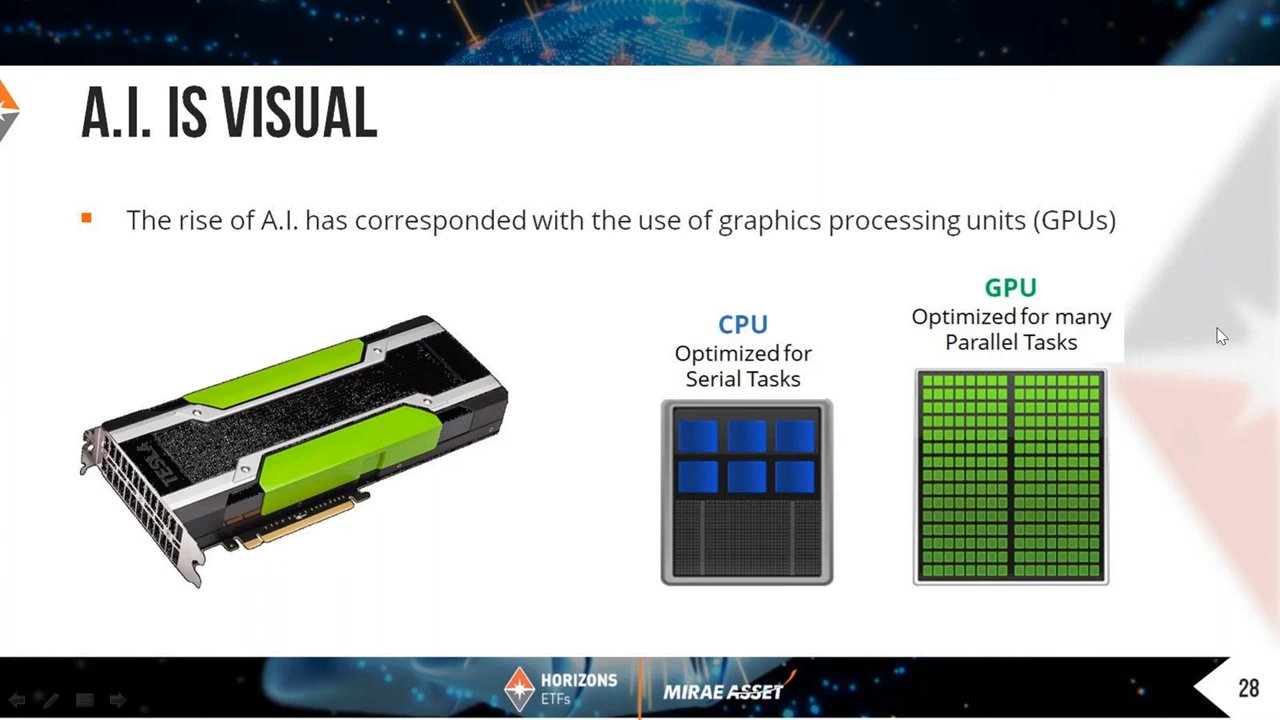 A.I. IS VISUAL
The rise of A.I. has corresponded with the use of graphics processing units (GPUs)
CPU
Optimized for
Serial Tasks
GPU
Optimized for many
Parallel Tasks
TESLA
HORIZONS
ETFs
MIRAE ASSET
28